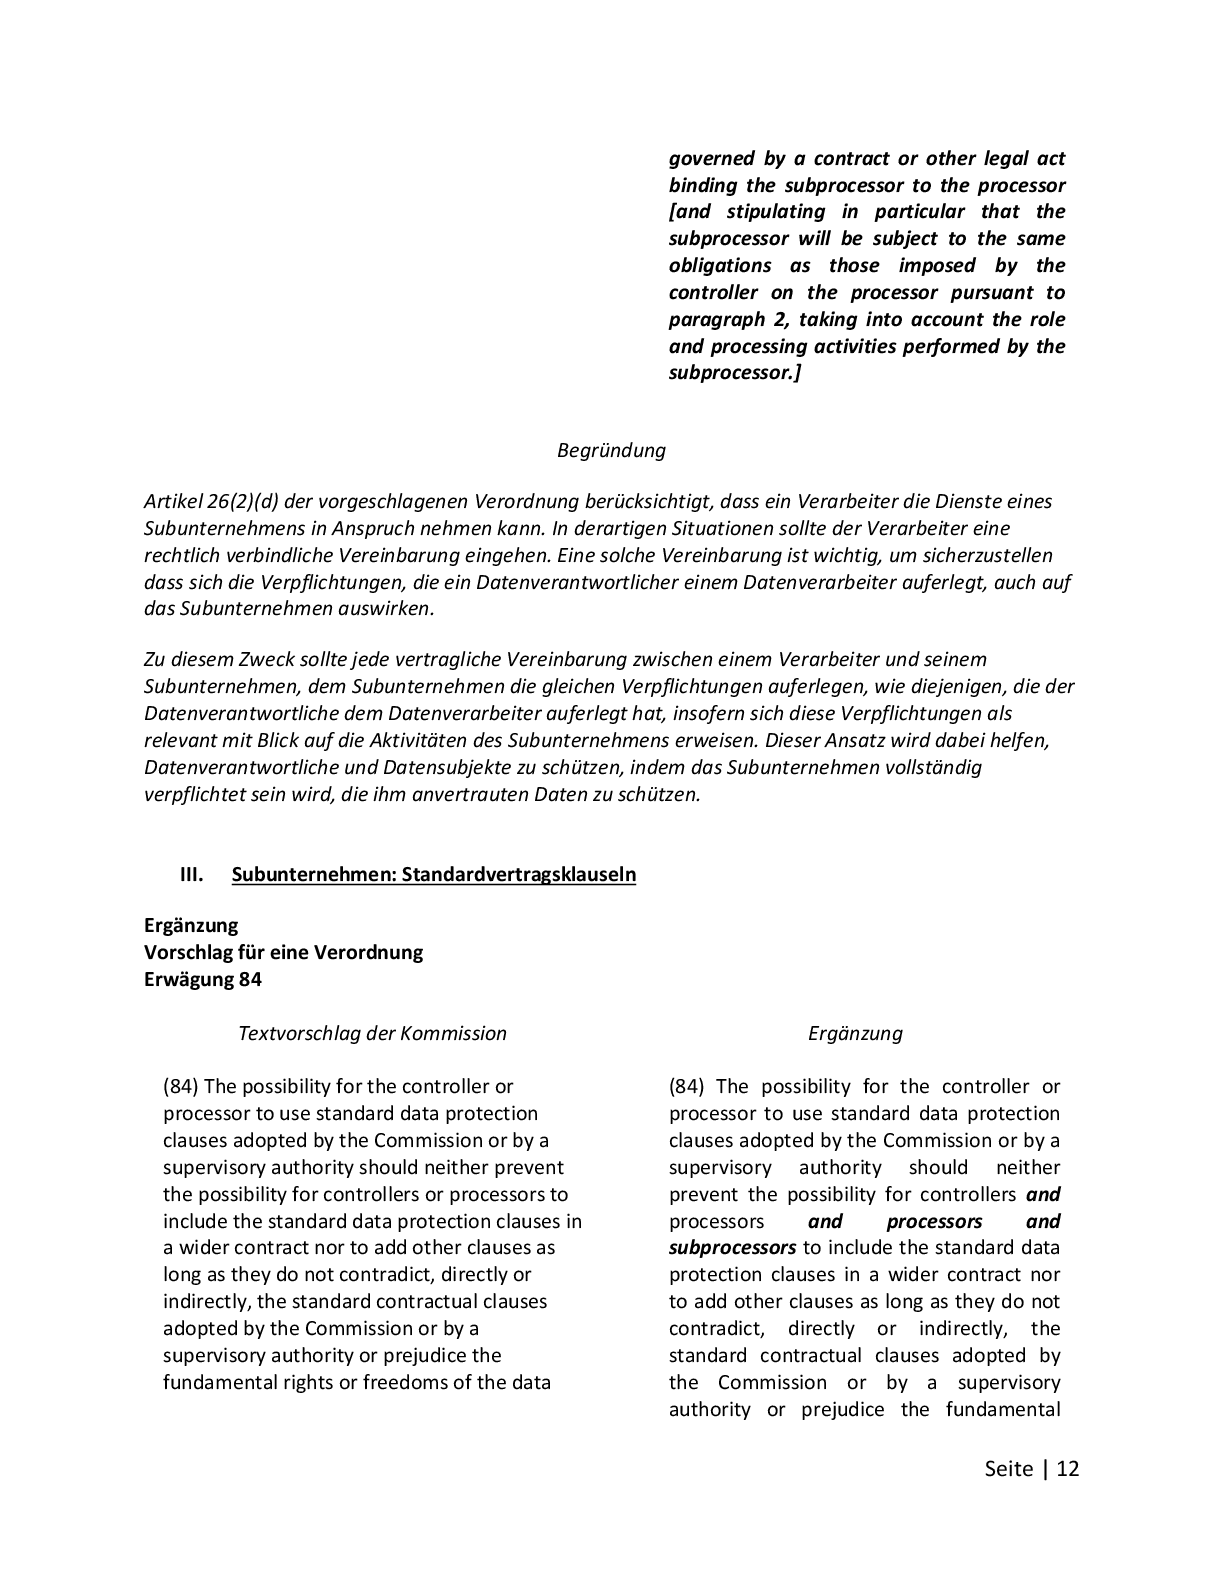 governed by a contract or other legal act
binding the subprocessor to the processor
[and stipulating in particular that the
subprocessor will be subject to the same
obligations as those imposed by the
controller on the processor pursuant to
paragraph 2, taking into account the role
and processing activities performed by the
subprocessor.]
Begründung
Artikel 26(2)(d) der vorgeschlagenen Verordnung berücksichtigt, dass ein Verarbeiter die Dienste eines
Subunternehmens in Anspruch nehmen kann. In derartigen Situationen sollte der Verarbeiter eine
rechtlich verbindliche Vereinbarung eingehen. Eine solche Vereinbarung ist wichtig, um sicherzustellen
dass sich die Verpflichtungen, die ein Datenverantwortlicher einem Datenverarbeiter auferlegt, auch auf
das Subunternehmen auswirken.
Zu diesem Zweck sollte jede vertragliche Vereinbarung zwischen einem Verarbeiter und seinem
Subunternehmen, dem Subunternehmen die gleichen Verpflichtungen auferlegen, wie diejenigen, die der
Datenverantwortliche dem Datenverarbeiter auferlegt hat, insofern sich diese Verpflichtungen als
relevant mit Blick auf die Aktivitäten des Subunternehmens erweisen. Dieser Ansatz wird dabei helfen,
Datenverantwortliche und Datensubjekte zu schützen, indem das Subunternehmen vollständig
verpflichtet sein wird, die ihm anvertrauten Daten zu schützen.
III. Subunternehmen: Standardvertragsklauseln
Ergänzung
Vorschlag für eine Verordnung
Erwägung 84
Textvorschlag der Kommission
(84) The possibility for the controller or
processor to use standard data protection
clauses adopted by the Commission or by a
supervisory authority should neither prevent
the possibility for controllers or processors to
include the standard data protection clauses in
a wider contract nor to add other clauses as
long as they do not contradict, directly or
indirectly, the standard contractual clauses
adopted by the Commission or by a
supervisory authority or prejudice the
fundamental rights or freedoms of the data
Ergänzung
(84) The possibility for the controller or
processor to use standard data protection
clauses adopted by the Commission or by a
supervisory authority should neither
prevent the possibility for controllers and
processors and processors and
subprocessors to include the standard data
protection clauses in a wider contract nor
to add other clauses as long as they do not
contradict, directly or indirectly, the
standard contractual clauses adopted by
the Commission or by a supervisory
authority or prejudice the fundamental
Seite | 12